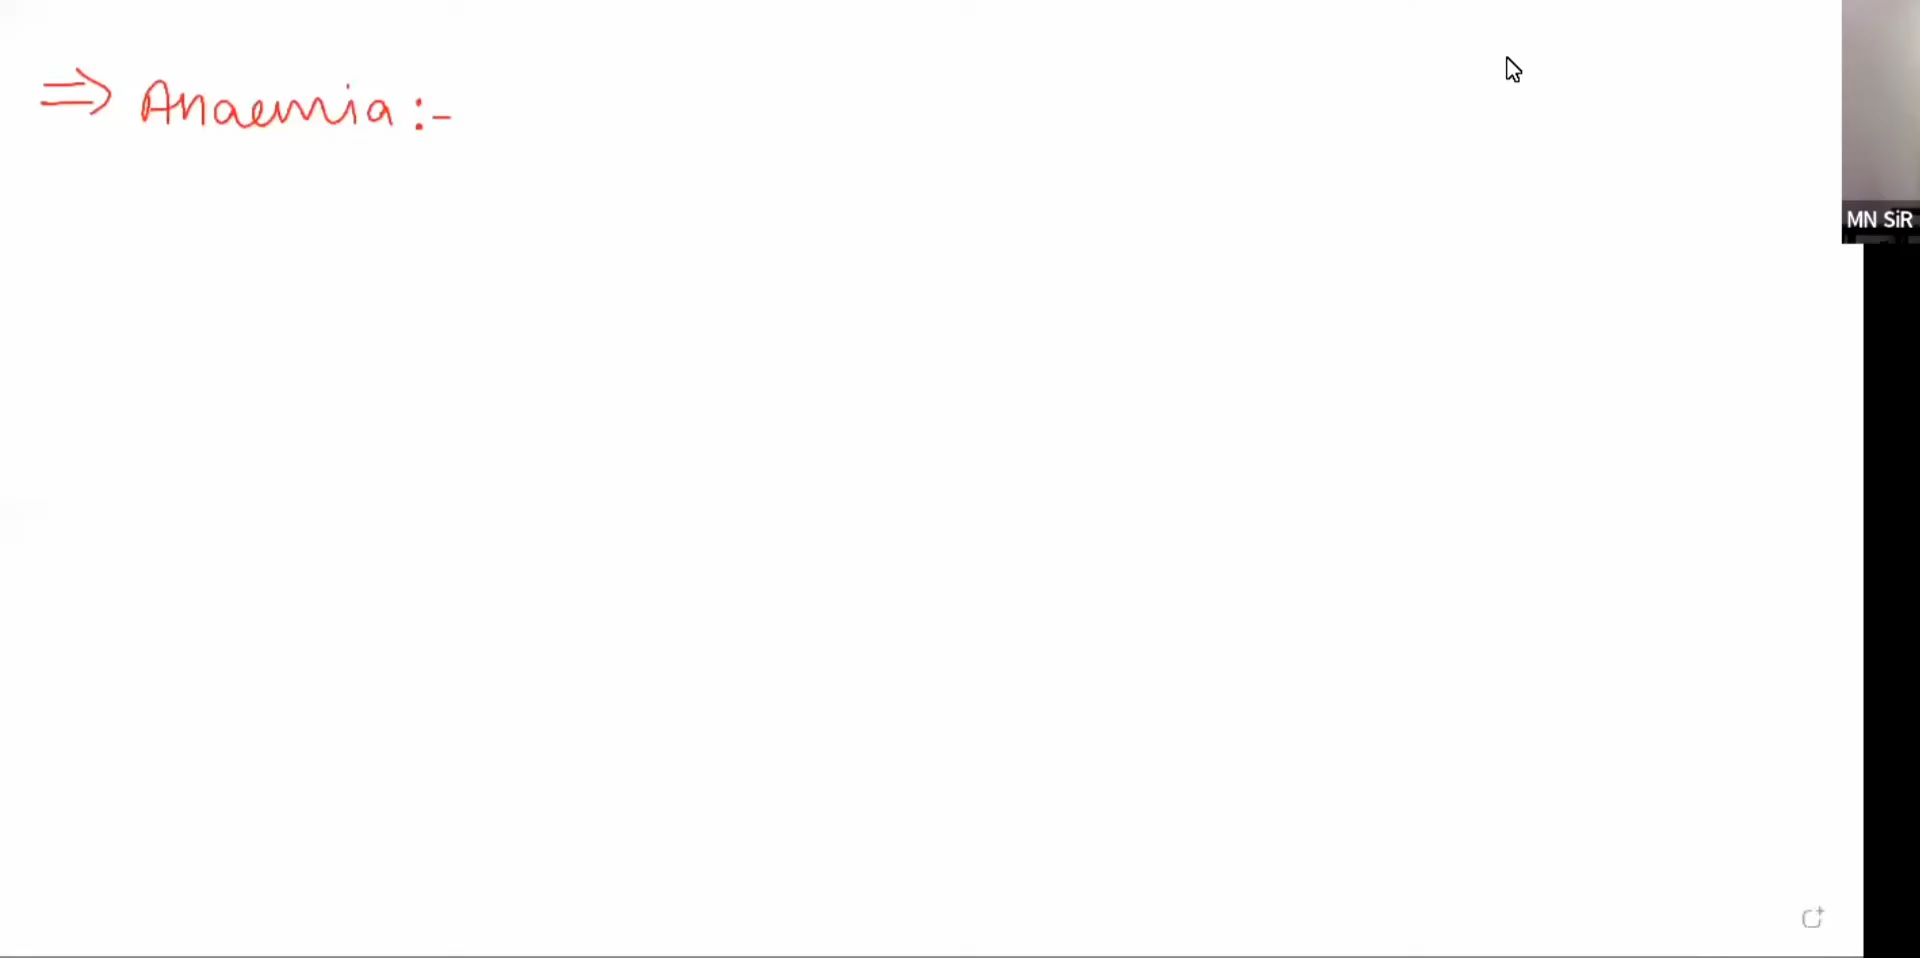 ⇒ Anaemia :-
MN SiR